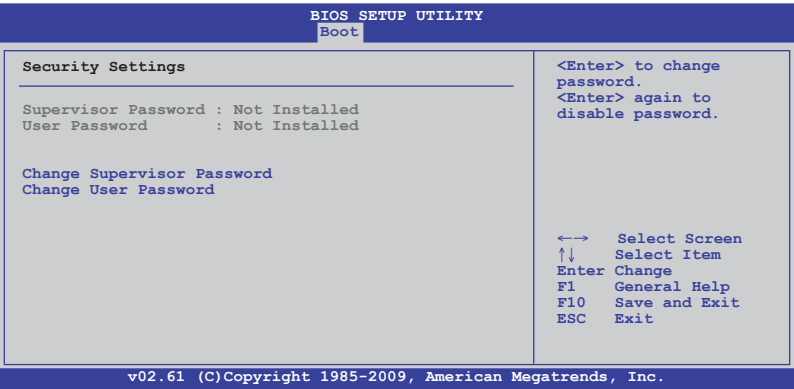 BIOS SETUP UTILITY
Boot
Security Settings
Supervisor Password : Not Installed
User Password : Not Installed
Change Supervisor Password
Change User Password
<Enter> to change
password.
<Enter> again to
disable password.
←→ Select Screen
↑↓ Select Item
Enter Change
F1 General Help
F10 Save and Exit
ESC Exit
v02.61 (C)Copyright 1985-2009, American Megatrends, Inc.